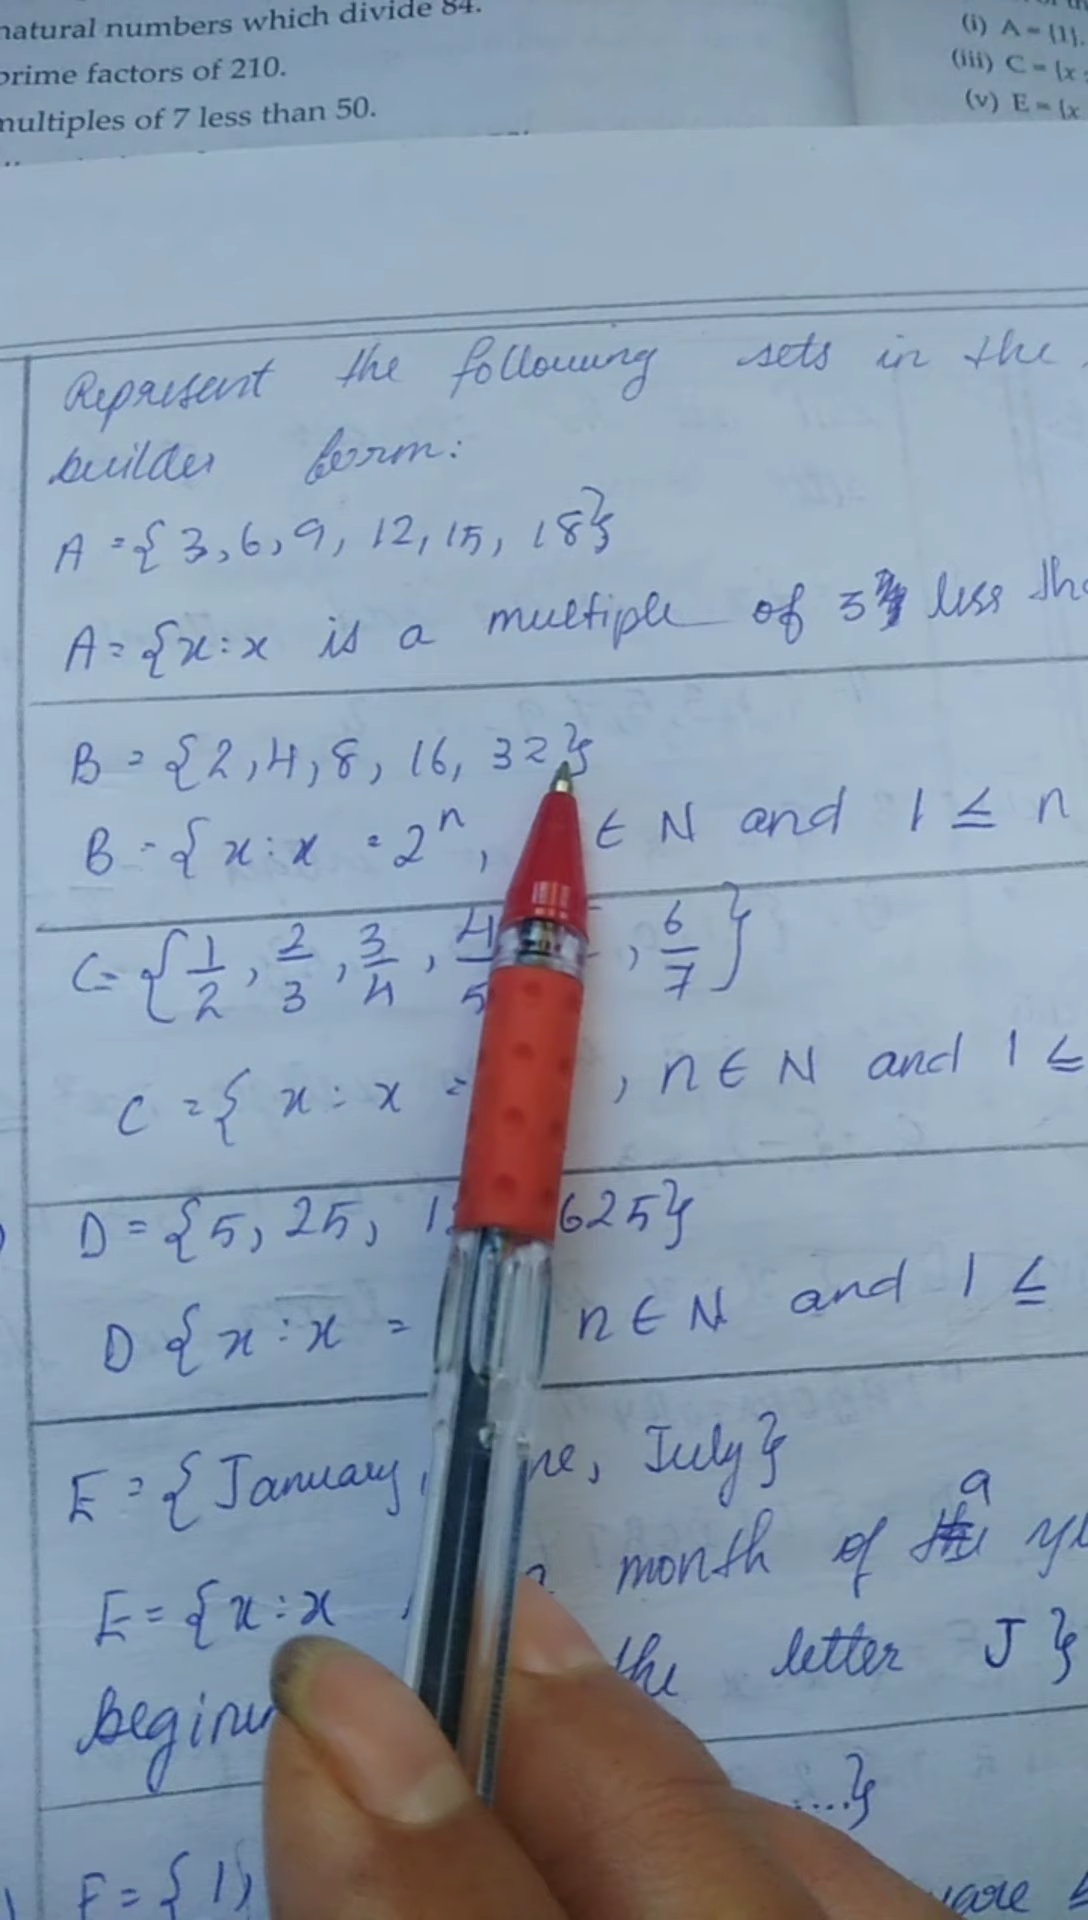 natural numbers which divide 84.
prime factors of 210.
multiples of 7 less than 50.
(i) A = {1}.
(iii) C = {x :
(v) E = {x
Represent the following sets in the
builder form:
A = {3, 6, 9, 12, 15, 18}
A = {x : x is a multiple of 3 less
B = {2, 4, 8, 16, 32}
B = {x : x = 2ⁿ, ∈ N and 1 ≤ n
C = {1/2, 2/3, 3/4, 4/5, , 6/7}
C = {x : x = , n ∈ N and 1 ≤
D = {5, 25, 625}
D {x : x = n ∈ N and 1 ≤
E = {January, July}
E = {x : x month of a
the letter J}
....}
F = {1,